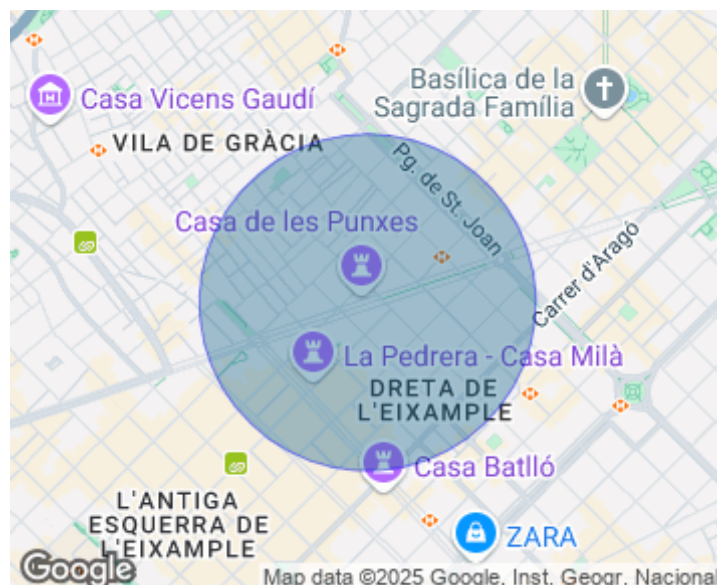 Basílica de la
Sagrada Família
Casa Vicens Gaudí
VILA DE GRÀCIA
Pg. de St. Joan
Casa de les Punxes
Carrer d'Aragó
La Pedrera - Casa Milà
DRETA DE
L'EIXAMPLE
Casa Batlló
L'ANTIGA
ESQUERRA DE
L'EIXAMPLE
ZARA
Google
Map data ©2025 Google, Inst. Geogr. Nacional